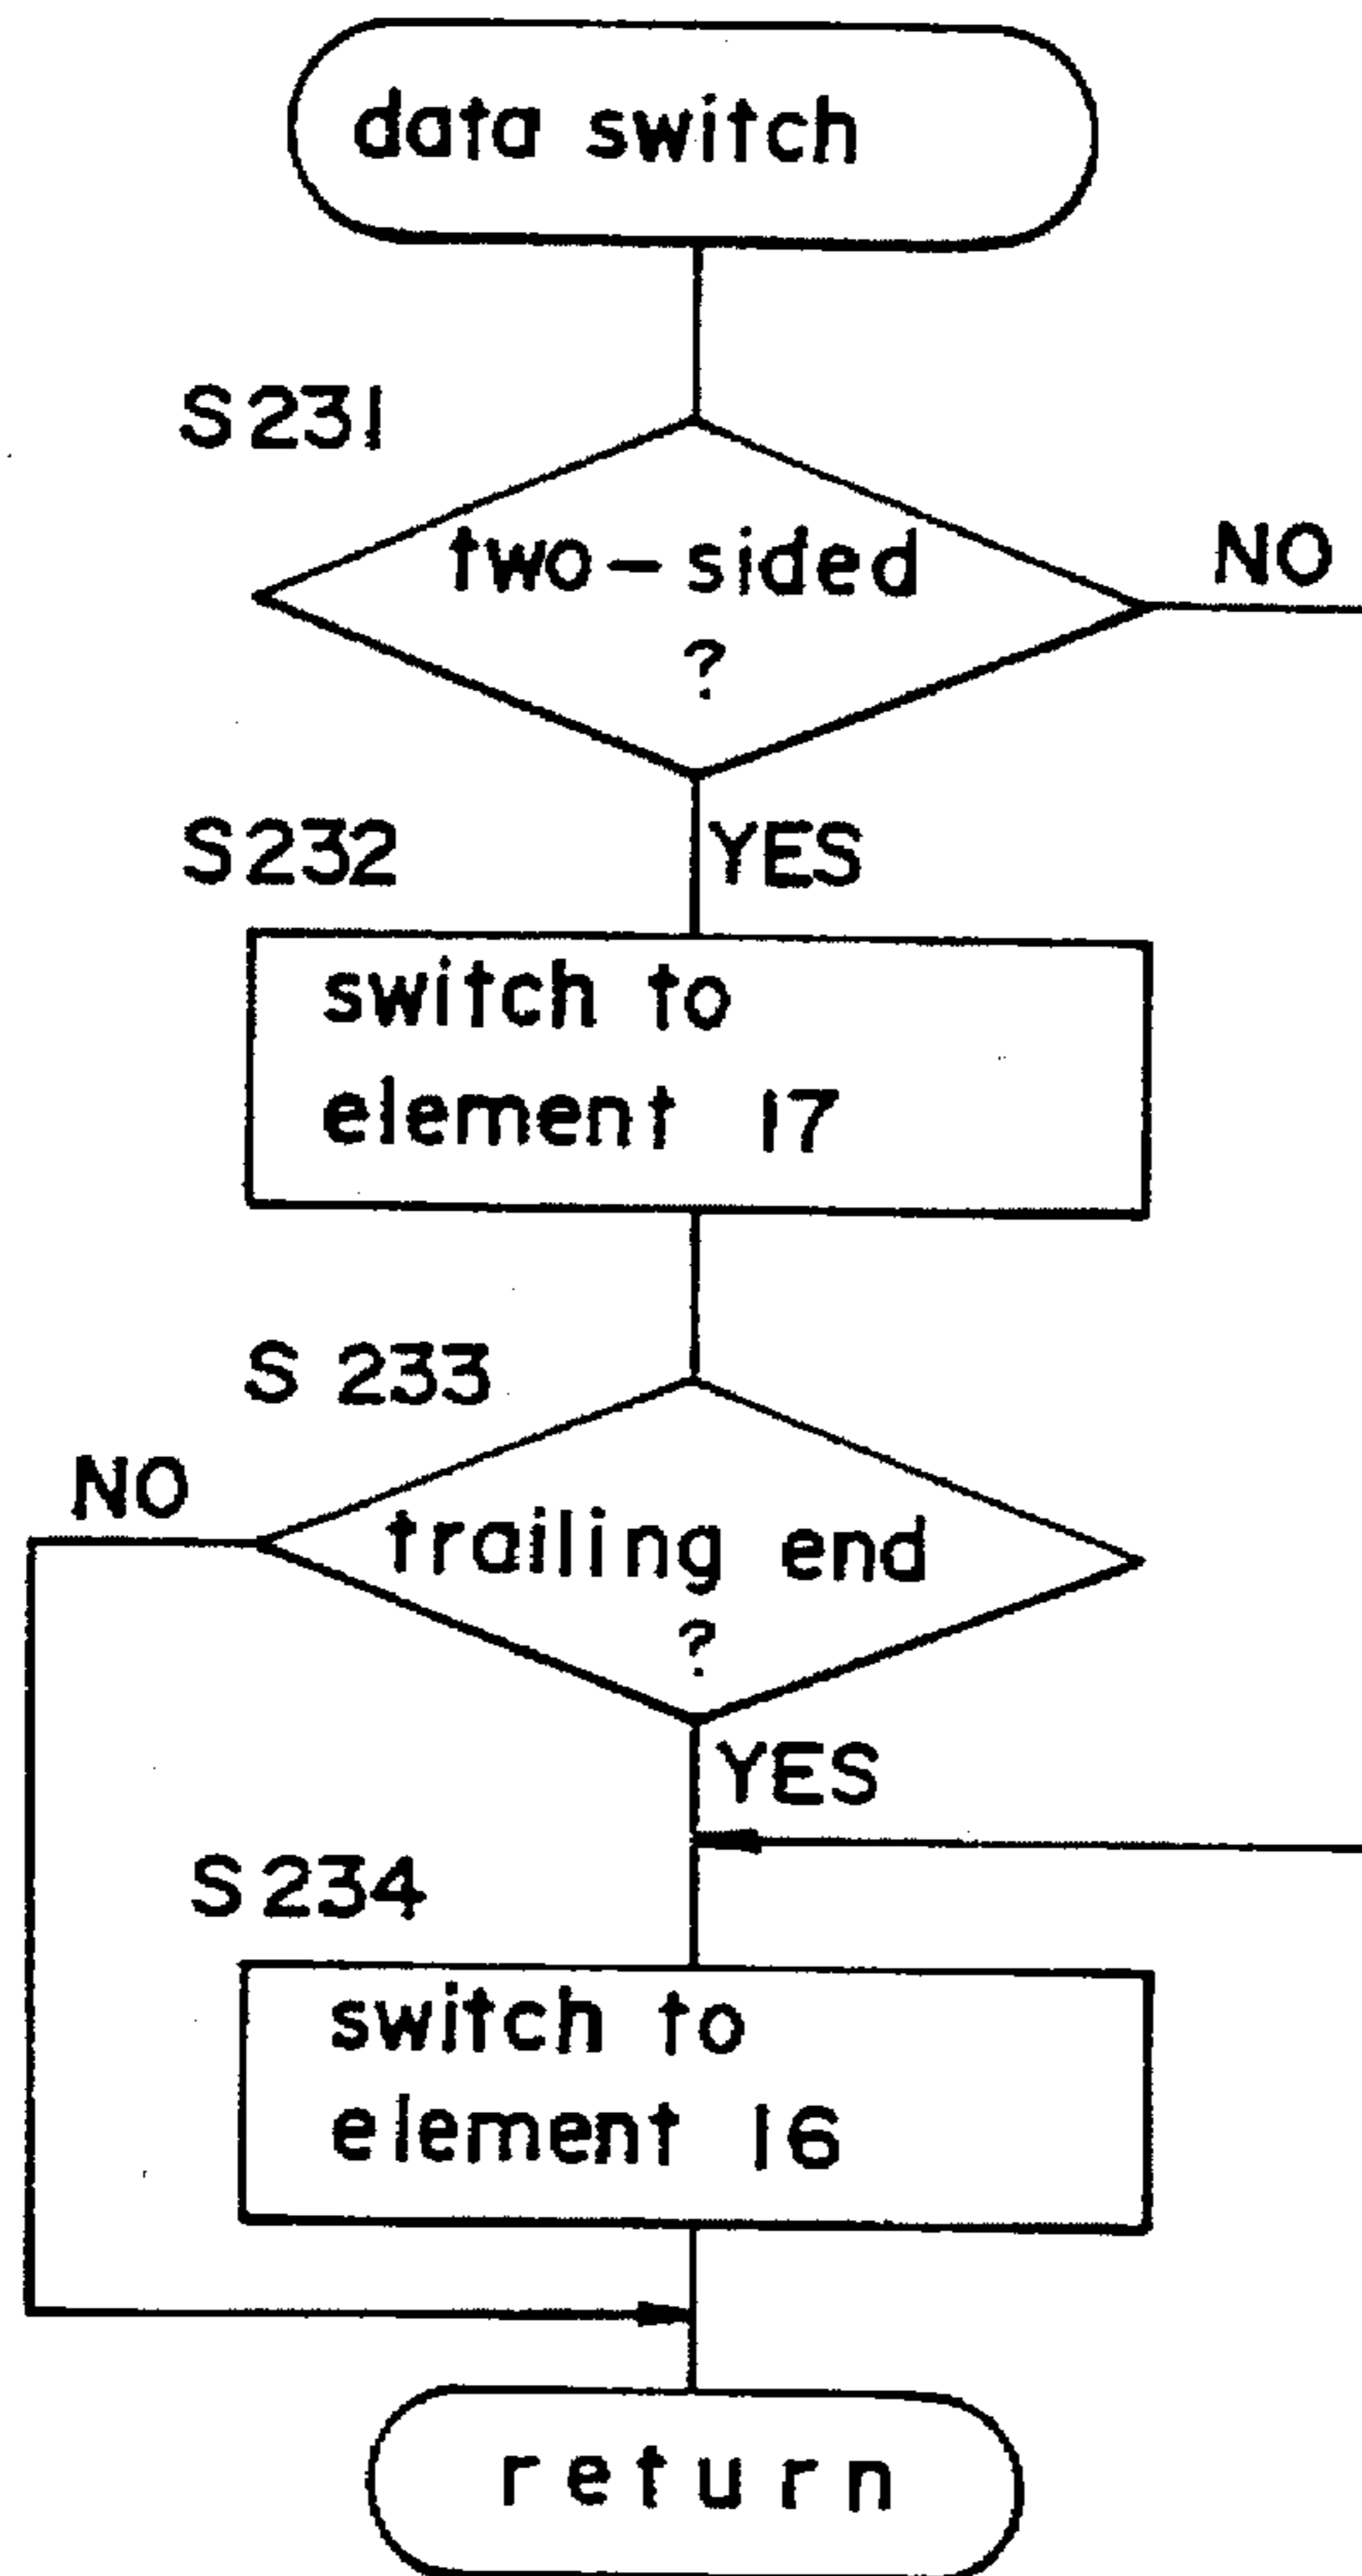 data switch
S231
two-sided
?
NO
S232
YES
switch to
element 17
S 233
NO
trailing end
?
YES
S234
switch to
element 16
return